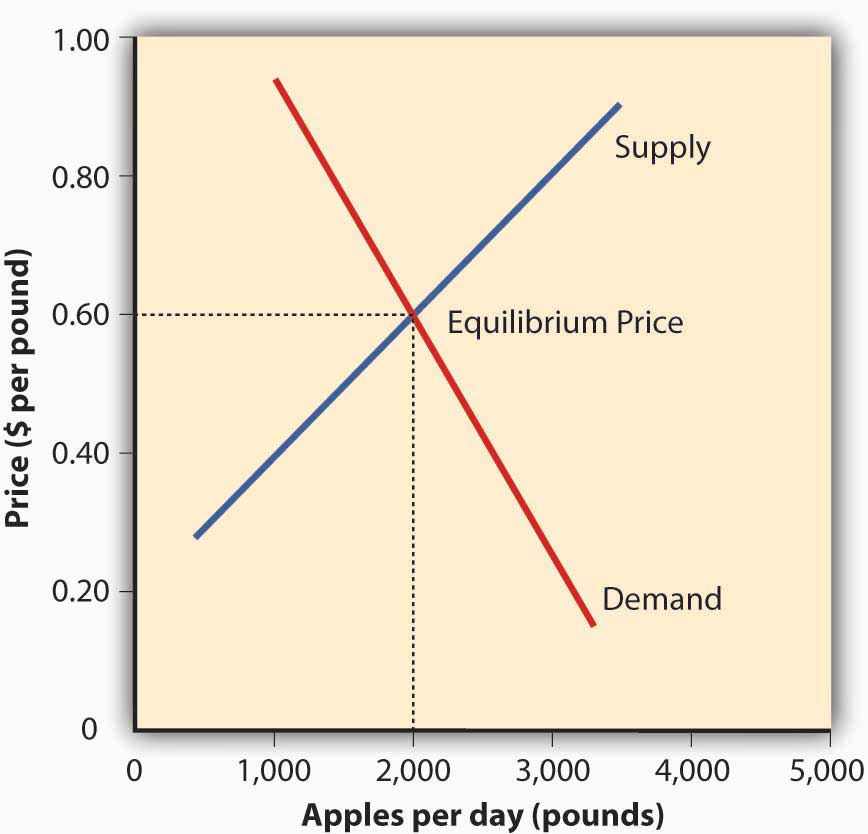 1.00
0.80
0.60
0.40
0.20
0
Price ($ per pound)
Supply
Equilibrium Price
Demand
0
1,000
2,000
3,000
4,000
5,000
Apples per day (pounds)